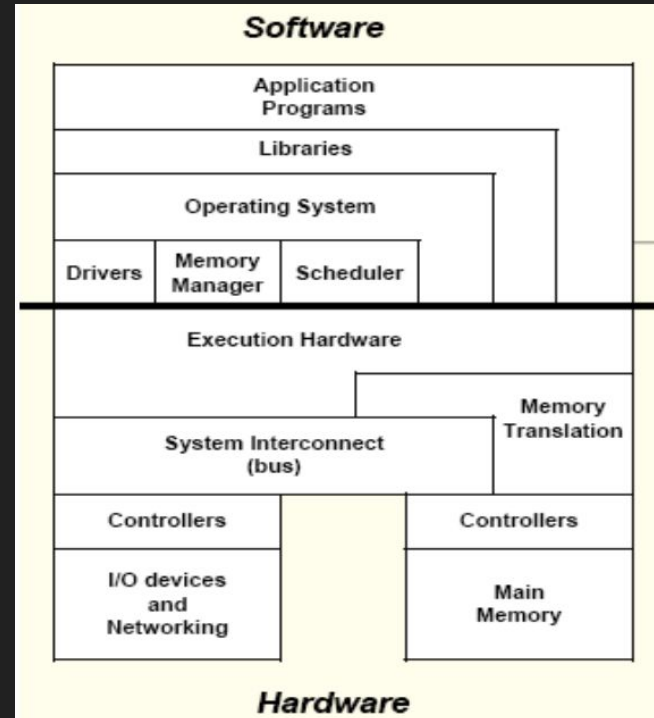 Software
Application
Programs
Libraries
Operating System
Drivers
Memory
Manager
Scheduler
Execution Hardware
Memory
Translation
System Interconnect
(bus)
Controllers
Controllers
I/O devices
and
Networking
Main
Memory
Hardware